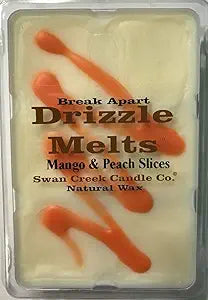 Break Apart
Drizzle
Melts
Mango & Peach Slices
Swan Creek Candle Co.®
Natural Wax